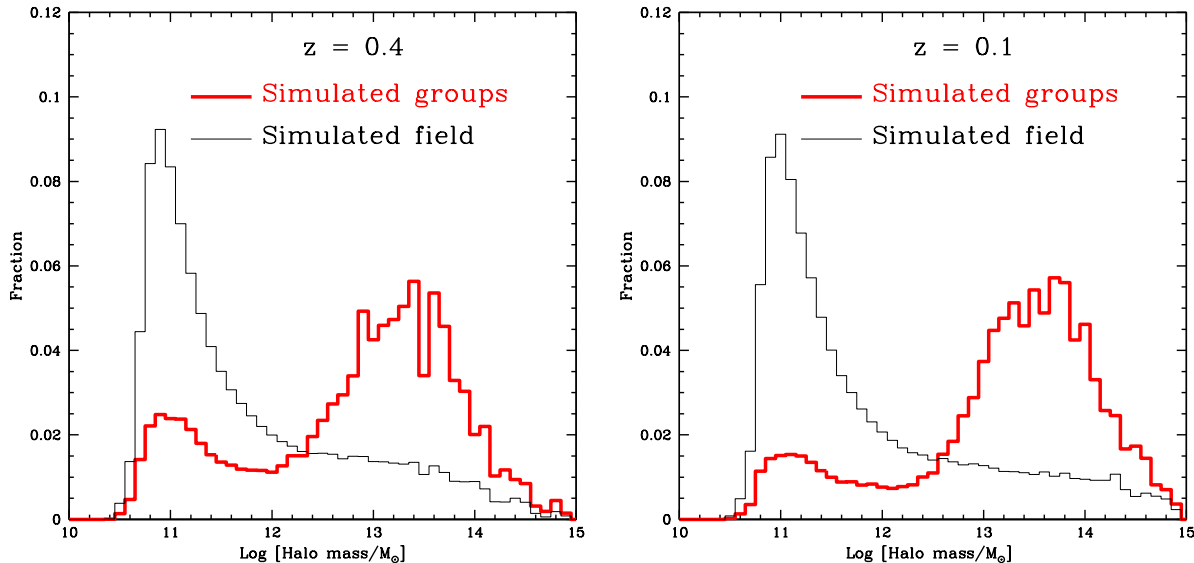 0.12
0.1
0.08
0.06
0.04
0.02
0
Fraction
z = 0.4
Simulated groups
Simulated field
10 11 12 13 14 15
Log [Halo mass/M⊙]
0.12
0.1
0.08
0.06
0.04
0.02
0
Fraction
z = 0.1
Simulated groups
Simulated field
10 11 12 13 14 15
Log [Halo mass/M⊙]